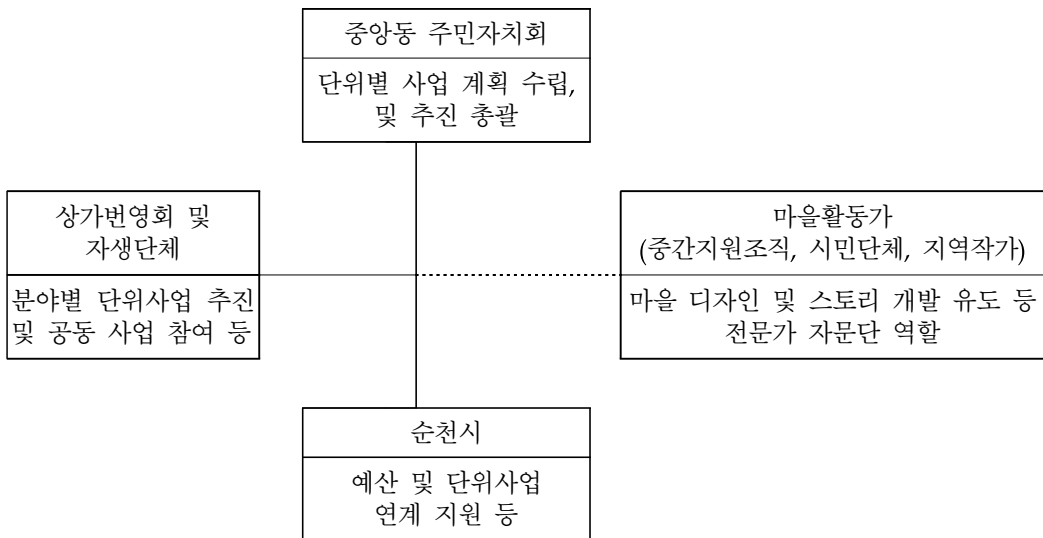 중앙동 주민자치회
단위별 사업 계획 수립,
및 추진 총괄
상가번영회 및
자생단체
분야별 단위사업 추진
및 공동 사업 참여 등
마을활동가
(중간지원조직, 시민단체, 지역작가)
마을 디자인 및 스토리 개발 유도 등
전문가 자문단 역할
순천시
예산 및 단위사업
연계 지원 등